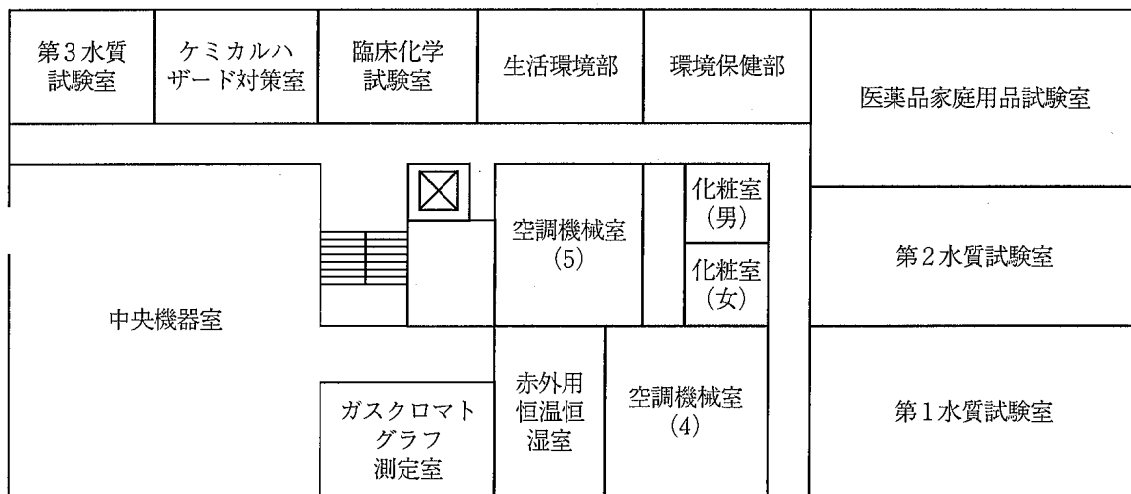 第3水質
試験室
ケミカルハ
ザード対策室
臨床化学
試験室
生活環境部
環境保健部
医薬品家庭用品試験室
化粧室
(男)
空調機械室
(5)
化粧室
(女)
第2水質試験室
中央機器室
赤外用
恒温恒
湿室
空調機械室
(4)
第1水質試験室
ガスクロマト
グラフ
測定室